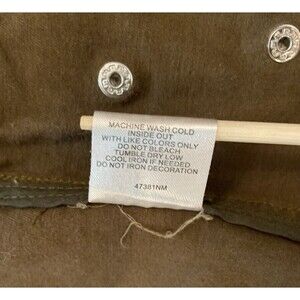 MACHINE WASH COLD
INSIDE OUT
WITH LIKE COLORS ONLY
DO NOT BLEACH
TUMBLE DRY LOW
COOL IRON IF NEEDED
DO NOT IRON DECORATION
47381NM